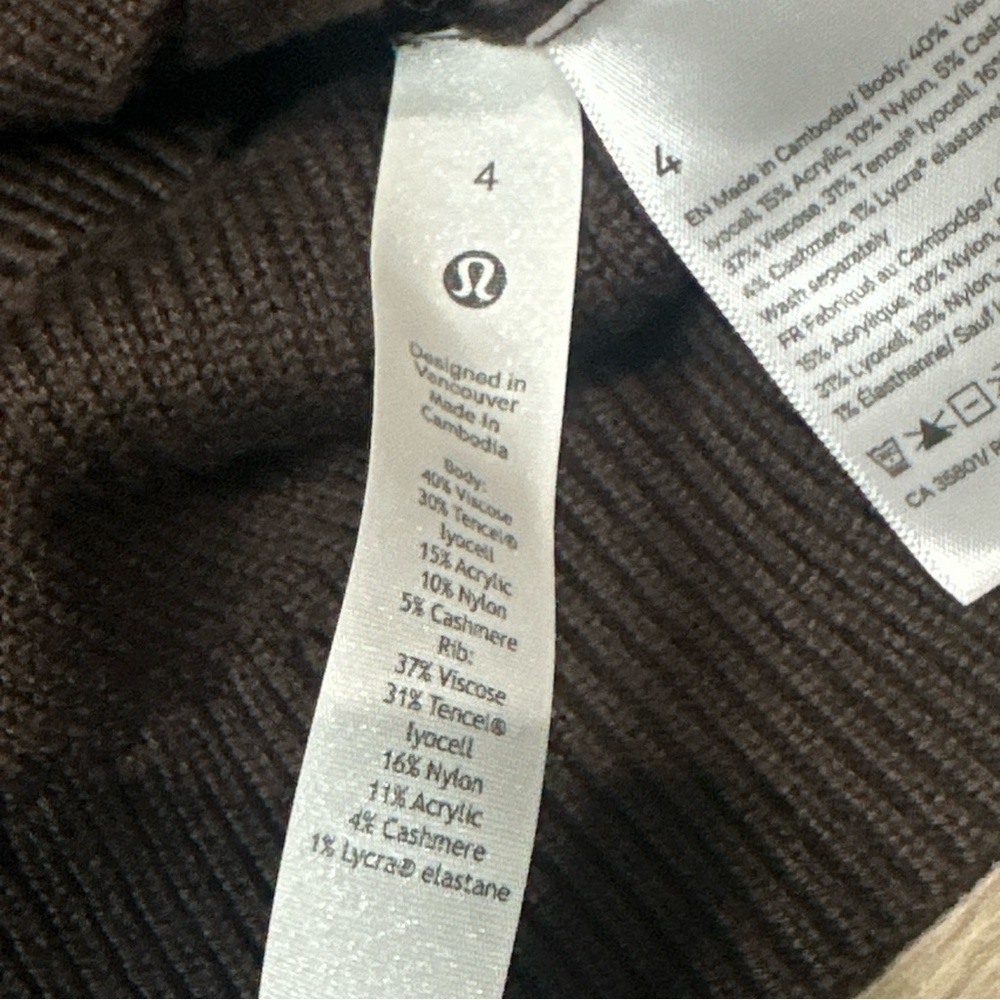 4
Designed in
Vancouver
Made in
Cambodia
Body:
40% Viscose
30% Tencel®
lyocell
15% Acrylic
10% Nylon
5% Cashmere
Rib:
37% Viscose
31% Tencel®
lyocell
16% Nylon
11% Acrylic
4% Cashmere
1% Lycra® elastane
4
EN Made in Cambodia/ Body: 40%
lyocell, 15% Acrylic, 10% Nylon, 5%
37% Viscose, 31% Tencel® lyocell, 16%
4% Cashmere, 1% Lycra® elastane
Wash separately
FR Fabriqué au Cambodge/
15% Acrylique, 10% Nylon,
31% Lyocell, 16% Nylon,
1% Élasthanne/ Sauf
CA 35801/